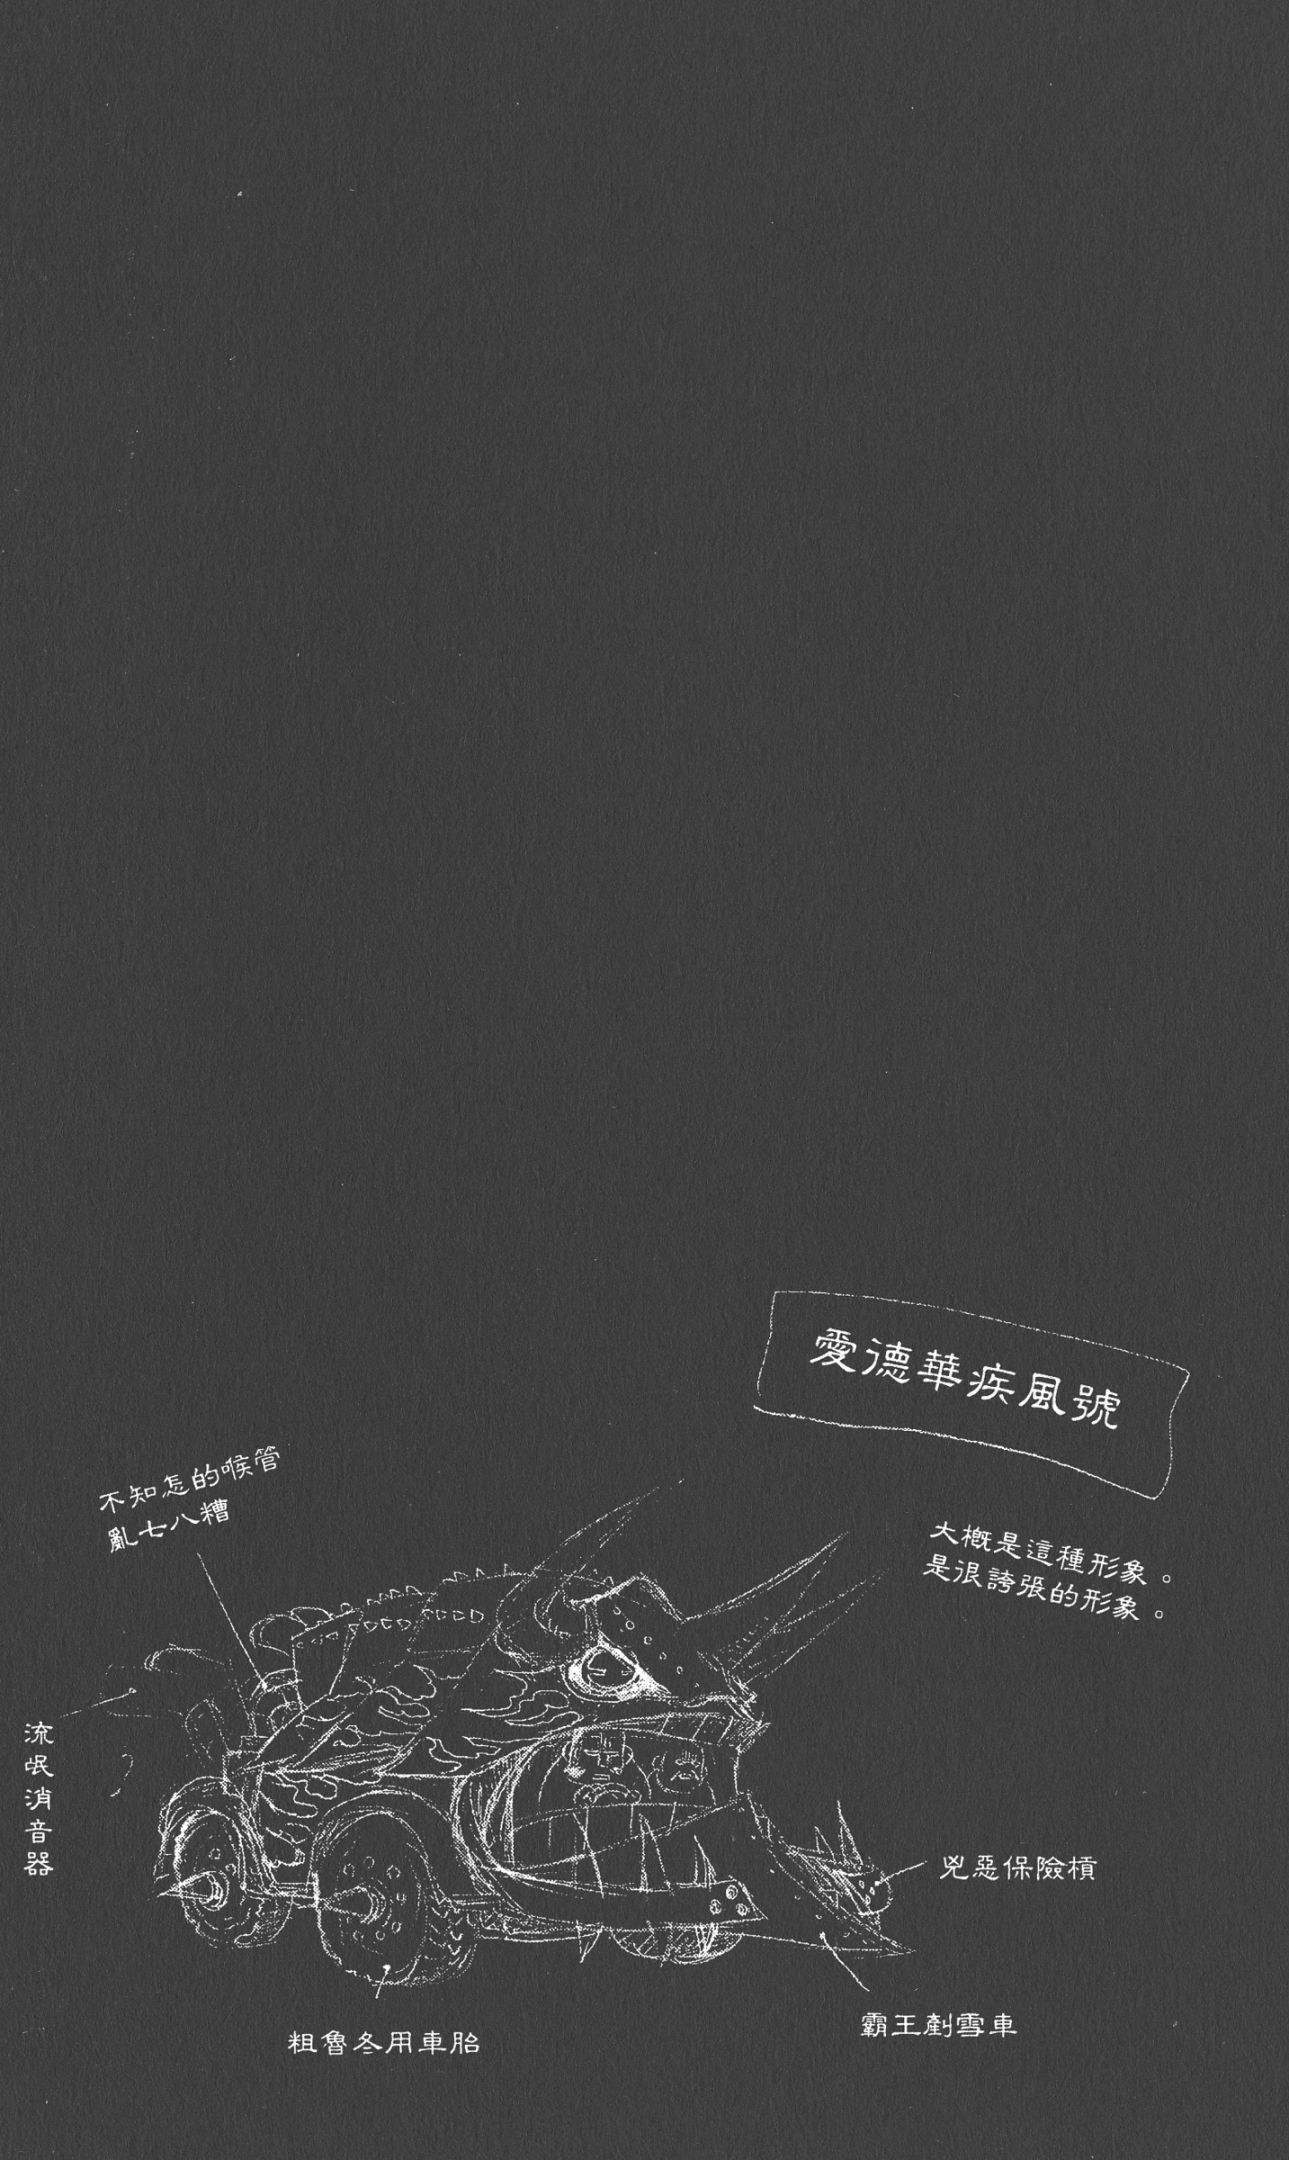 愛德華疾風號
大概是這種形象。
是很誇張的形象。
不知怎的喉管
亂七八糟
流氓消音器
兇惡保險槓
霸王剷雪車
粗魯冬用車胎